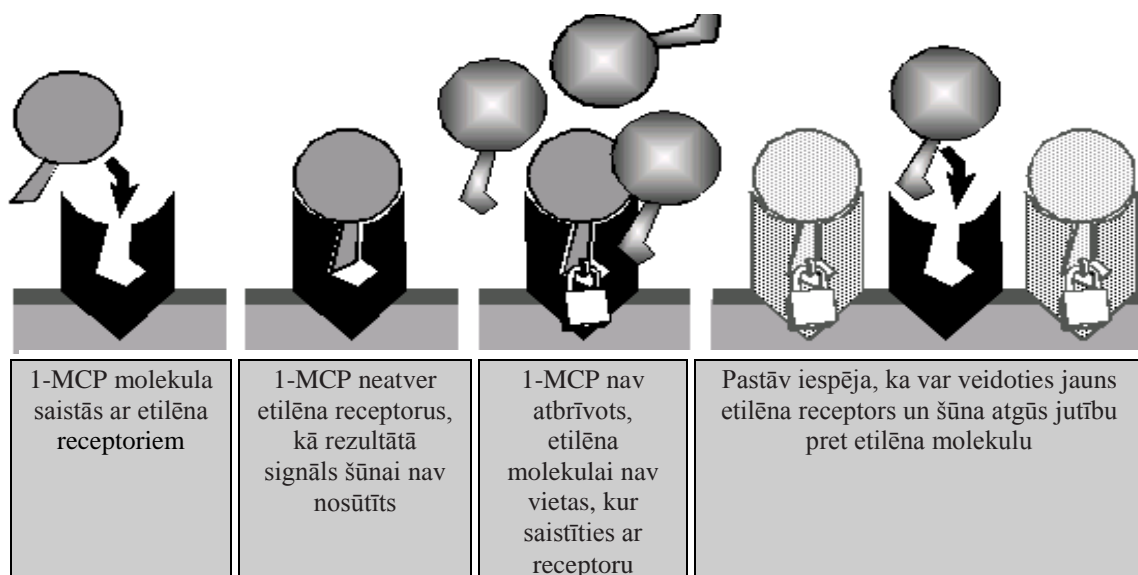 1-MCP molekula
saistās ar etilēna
receptoriem
1-MCP neatver
etilēna receptorus,
kā rezultātā
signāls šūnai nav
nosūtīts
1-MCP nav
atbrīvots,
etilēna
molekulai nav
vietas, kur
saistīties ar
receptoru
Pastāv iespēja, ka var veidoties jauns
etilēna receptors un šūna atgūs jutību
pret etilēna molekulu